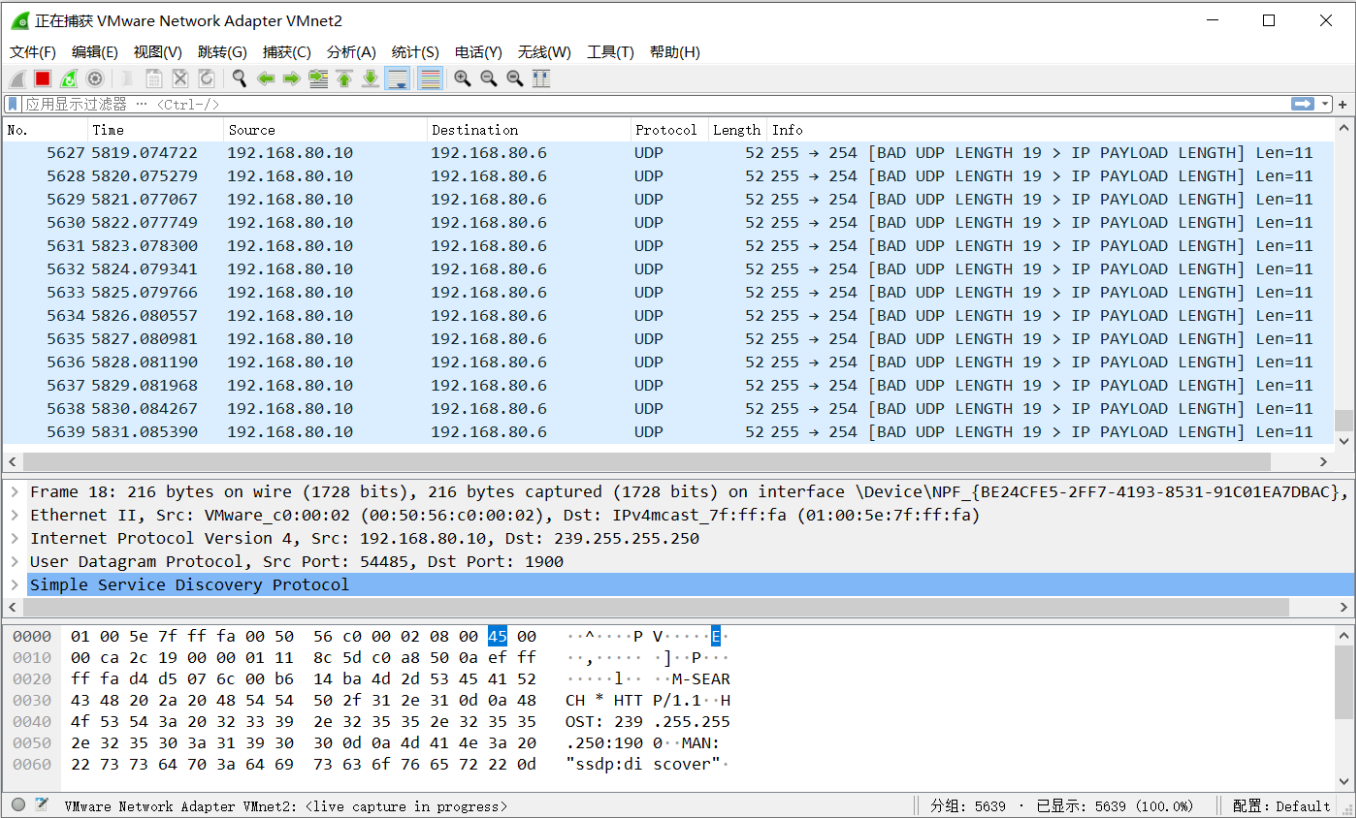 正在捕获 VMware Network Adapter VMnet2
文件(F) 编辑(E) 视图(V) 跳转(G) 捕获(C) 分析(A) 统计(S) 电话(Y) 无线(W) 工具(T) 帮助(H)
应用显示过滤器 … <Ctrl-/>
No. Time Source Destination Protocol Length Info
5627 5819.074722 192.168.80.10 192.168.80.6 UDP 52 255 → 254 [BAD UDP LENGTH 19 > IP PAYLOAD LENGTH] Len=11
5628 5820.075279 192.168.80.10 192.168.80.6 UDP 52 255 → 254 [BAD UDP LENGTH 19 > IP PAYLOAD LENGTH] Len=11
5629 5821.077067 192.168.80.10 192.168.80.6 UDP 52 255 → 254 [BAD UDP LENGTH 19 > IP PAYLOAD LENGTH] Len=11
5630 5822.077749 192.168.80.10 192.168.80.6 UDP 52 255 → 254 [BAD UDP LENGTH 19 > IP PAYLOAD LENGTH] Len=11
5631 5823.078300 192.168.80.10 192.168.80.6 UDP 52 255 → 254 [BAD UDP LENGTH 19 > IP PAYLOAD LENGTH] Len=11
5632 5824.079341 192.168.80.10 192.168.80.6 UDP 52 255 → 254 [BAD UDP LENGTH 19 > IP PAYLOAD LENGTH] Len=11
5633 5825.079766 192.168.80.10 192.168.80.6 UDP 52 255 → 254 [BAD UDP LENGTH 19 > IP PAYLOAD LENGTH] Len=11
5634 5826.080557 192.168.80.10 192.168.80.6 UDP 52 255 → 254 [BAD UDP LENGTH 19 > IP PAYLOAD LENGTH] Len=11
5635 5827.080981 192.168.80.10 192.168.80.6 UDP 52 255 → 254 [BAD UDP LENGTH 19 > IP PAYLOAD LENGTH] Len=11
5636 5828.081190 192.168.80.10 192.168.80.6 UDP 52 255 → 254 [BAD UDP LENGTH 19 > IP PAYLOAD LENGTH] Len=11
5637 5829.081968 192.168.80.10 192.168.80.6 UDP 52 255 → 254 [BAD UDP LENGTH 19 > IP PAYLOAD LENGTH] Len=11
5638 5830.084267 192.168.80.10 192.168.80.6 UDP 52 255 → 254 [BAD UDP LENGTH 19 > IP PAYLOAD LENGTH] Len=11
5639 5831.085390 192.168.80.10 192.168.80.6 UDP 52 255 → 254 [BAD UDP LENGTH 19 > IP PAYLOAD LENGTH] Len=11
Frame 18: 216 bytes on wire (1728 bits), 216 bytes captured (1728 bits) on interface \Device\NPF_{BE24CFE5-2FF7-4193-8531-91C01EA7DBAC},
Ethernet II, Src: VMware_c0:00:02 (00:50:56:c0:00:02), Dst: IPv4mcast_7f:ff:fa (01:00:5e:7f:ff:fa)
Internet Protocol Version 4, Src: 192.168.80.10, Dst: 239.255.255.250
User Datagram Protocol, Src Port: 54485, Dst Port: 1900
Simple Service Discovery Protocol
0000 01 00 5e 7f ff fa 00 50 56 c0 00 02 08 00 45 00 ··^····P V·····E·
0010 00 ca 2c 19 00 00 01 11 8c 5d c0 a8 50 0a ef ff ··,····· ·]··P···
0020 ff fa d4 d5 07 6c 00 b6 14 ba 4d 2d 53 45 41 52 ·····l·· ··M-SEAR
0030 43 48 20 2a 20 48 54 54 50 2f 31 2e 31 0d 0a 48 CH * HTT P/1.1··H
0040 4f 53 54 3a 20 32 33 39 2e 32 35 35 2e 32 35 35 OST: 239 .255.255
0050 2e 32 35 30 3a 31 39 30 30 0d 0a 4d 41 4e 3a 20 .250:190 0··MAN:
0060 22 73 73 64 70 3a 64 69 73 63 6f 76 65 72 22 0d "ssdp:di scover"·
VMware Network Adapter VMnet2: <live capture in progress> 分组: 5639 · 已显示: 5639 (100.0%) 配置: Default